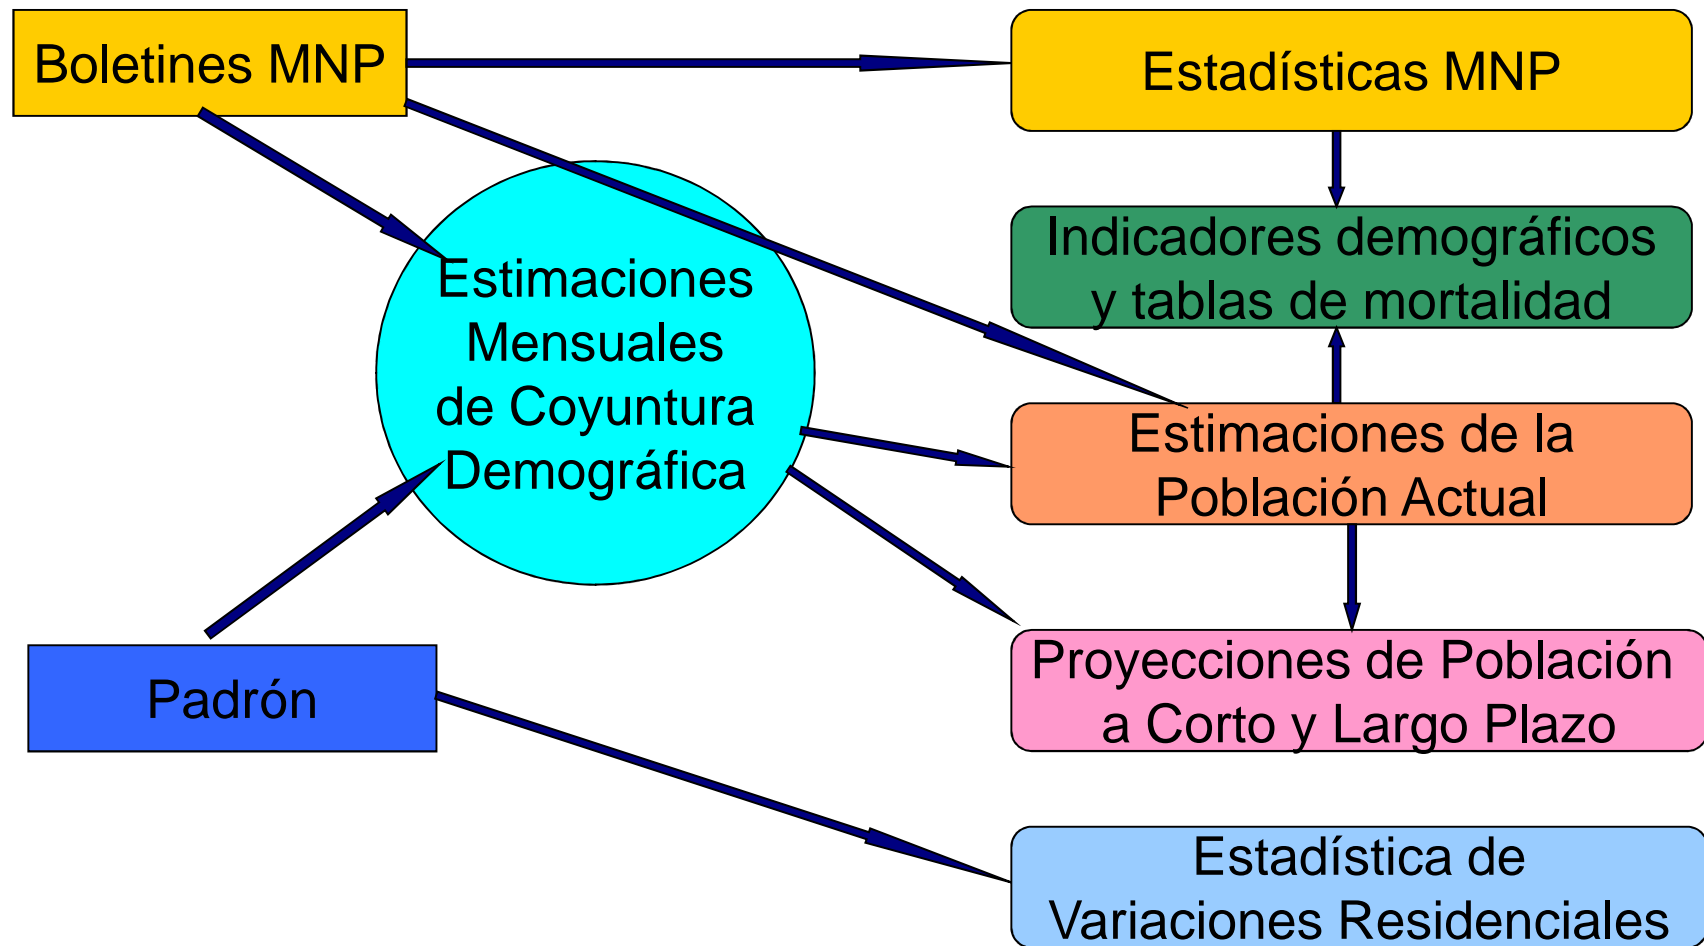 Boletines MNP
Estadísticas MNP
Indicadores demográficos
y tablas de mortalidad
Estimaciones
Mensuales
de Coyuntura
Demográfica
Estimaciones de la
Población Actual
Padrón
Proyecciones de Población
a Corto y Largo Plazo
Estadística de
Variaciones Residenciales